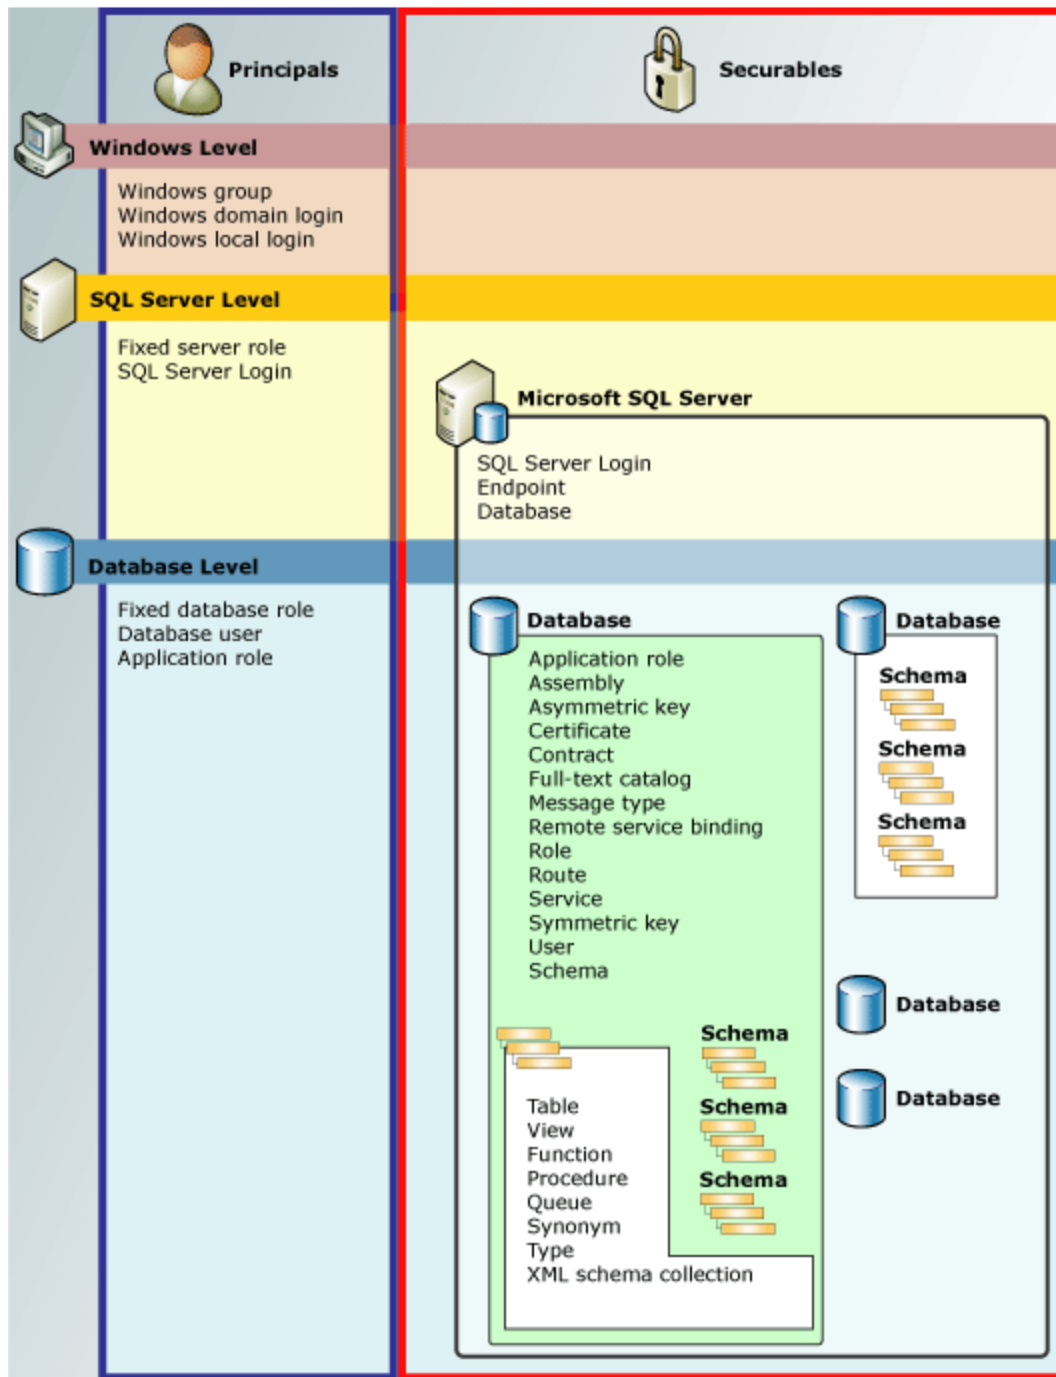 Principals
Securables
Windows Level
Windows group
Windows domain login
Windows local login
SQL Server Level
Fixed server role
SQL Server Login
Microsoft SQL Server
SQL Server Login
Endpoint
Database
Database Level
Fixed database role
Database user
Application role
Database
Application role
Assembly
Asymmetric key
Certificate
Contract
Full-text catalog
Message type
Remote service binding
Role
Route
Service
Symmetric key
User
Schema
Table
View
Function
Procedure
Queue
Synonym
Type
XML schema collection
Schema
Schema
Schema
Database
Schema
Schema
Schema
Database
Database